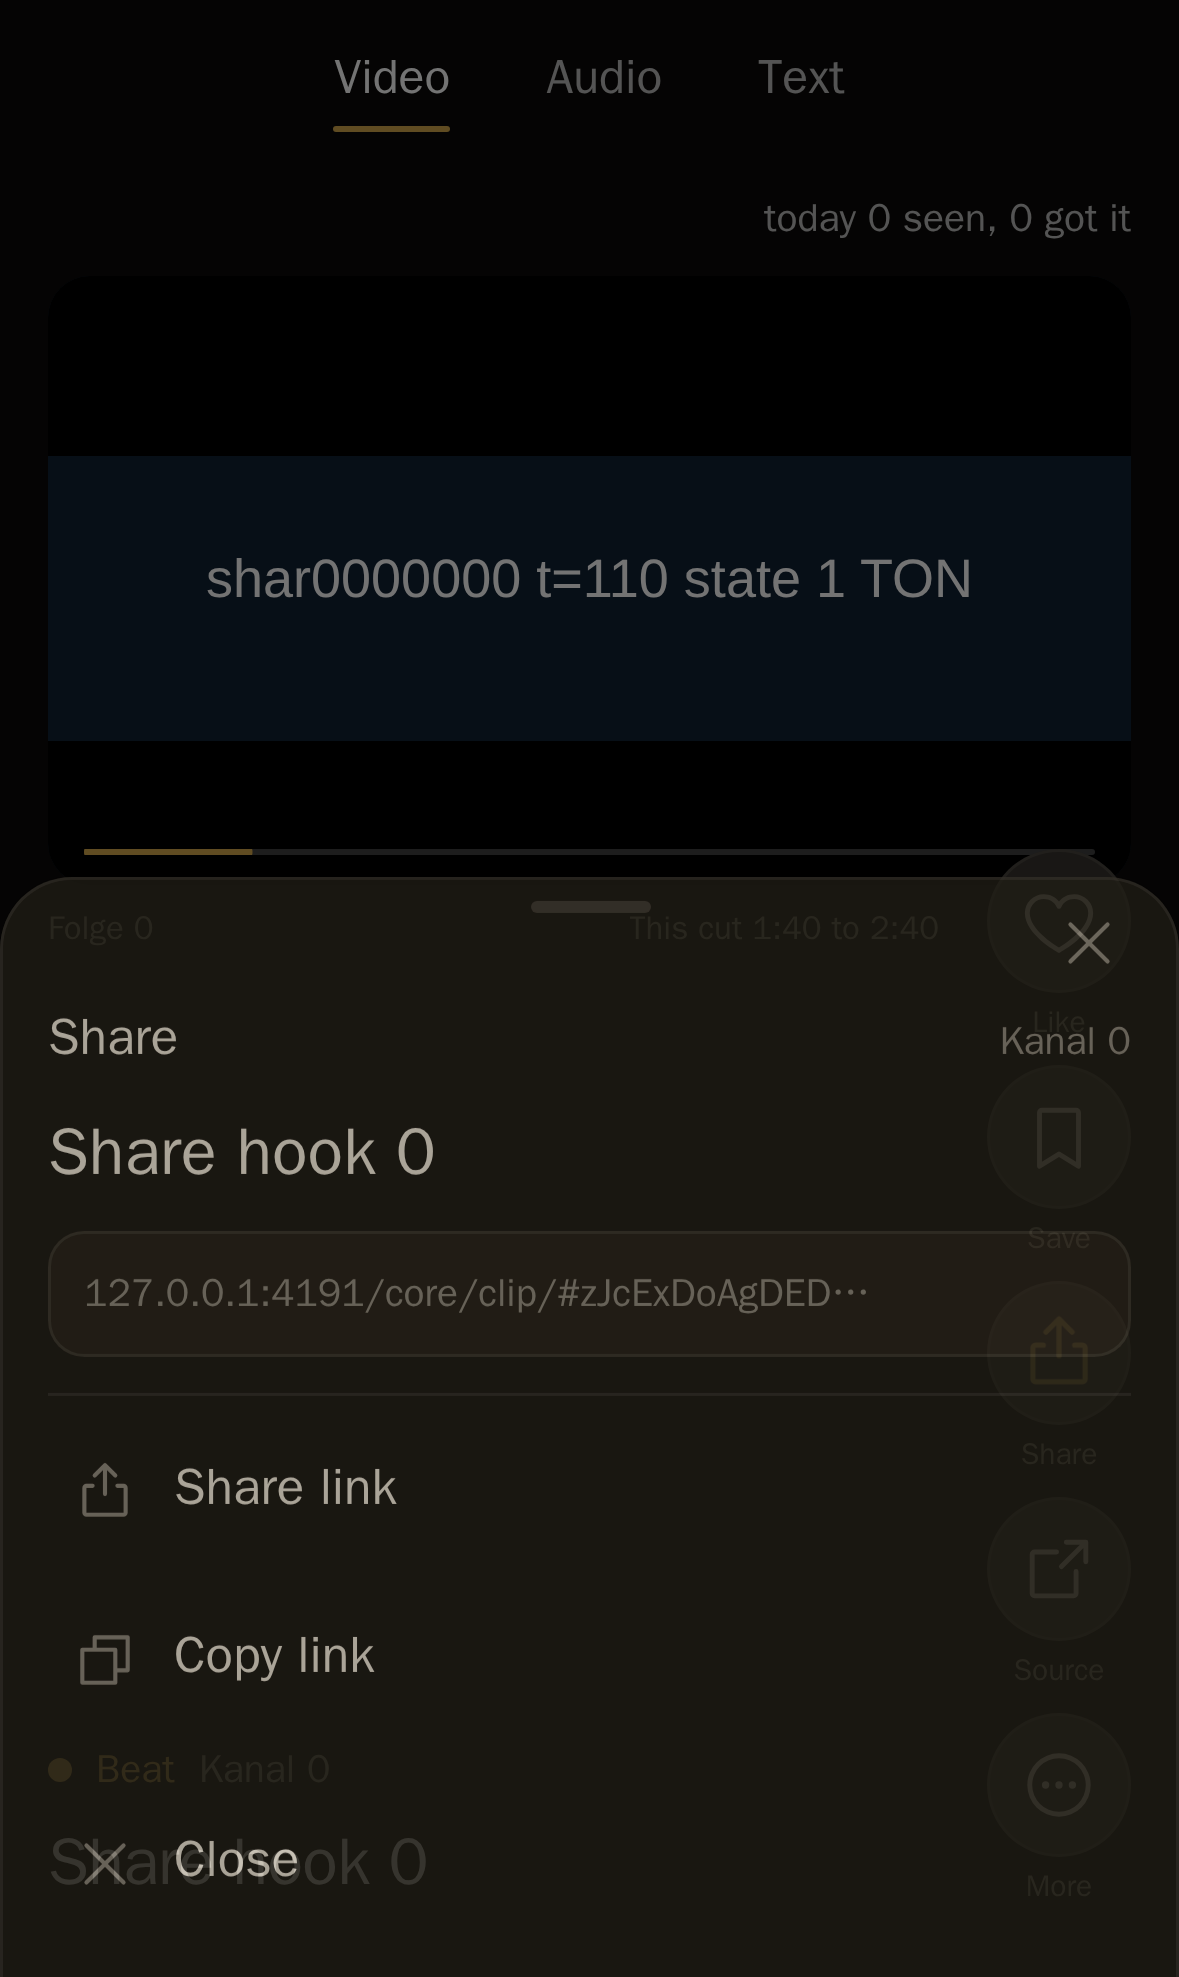 Video Audio Text
today 0 seen, 0 got it
shar0000000 t=110 state 1 TON
Folge 0 This cut 1:40 to 2:40
Like
Share Kanal 0
Share hook 0
Save
127.0.0.1:4191/core/clip/#zJcExDoAgDED…
Share
Share link
Copy link
Source
Beat Kanal 0
Share hook 0
Close
More